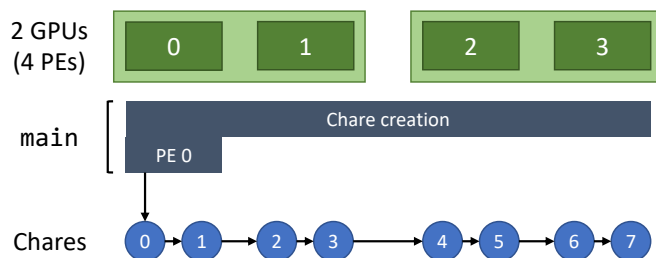 2 GPUs
(4 PEs)
0 1 2 3
main
Chare creation
PE 0
Chares
0 1 2 3 4 5 6 7